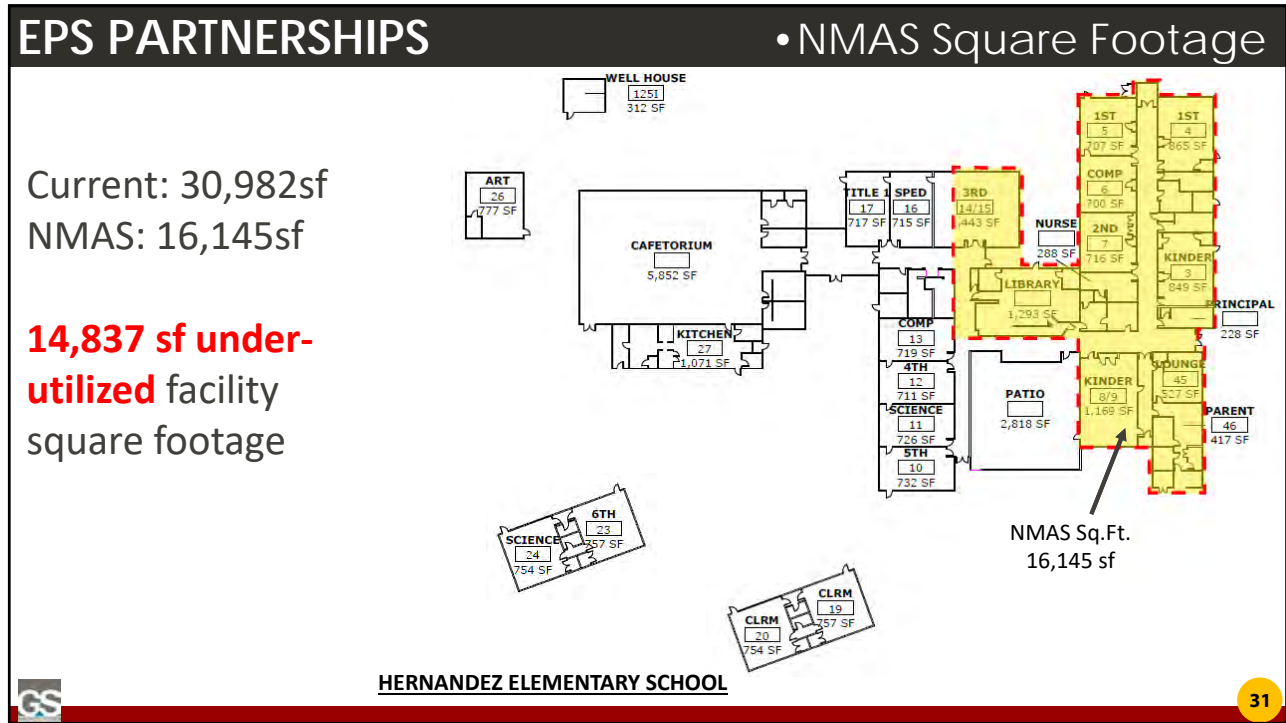 EPS PARTNERSHIPS
•NMAS Square Footage
Current: 30,982sf
NMAS: 16,145sf
14,837 sf under-
utilized facility
square footage
WELL HOUSE
125I
312 SF
ART
26
777 SF
CAFETORIUM
5,852 SF
KITCHEN
27
1,071 SF
TITLE 1
17
717 SF
SPED
16
715 SF
3RD
14/15
1,443 SF
NURSE
288 SF
LIBRARY
1,293 SF
1ST
5
707 SF
1ST
4
865 SF
COMP
6
700 SF
2ND
7
716 SF
KINDER
3
849 SF
PRINCIPAL
228 SF
COMP
13
719 SF
4TH
12
711 SF
SCIENCE
11
726 SF
5TH
10
732 SF
PATIO
2,818 SF
KINDER
8/9
1,169 SF
LOUNGE
45
527 SF
PARENT
46
417 SF
NMAS Sq.Ft.
16,145 sf
6TH
23
757 SF
SCIENCE
24
754 SF
CLRM
19
757 SF
CLRM
20
754 SF
HERNANDEZ ELEMENTARY SCHOOL
GS
31